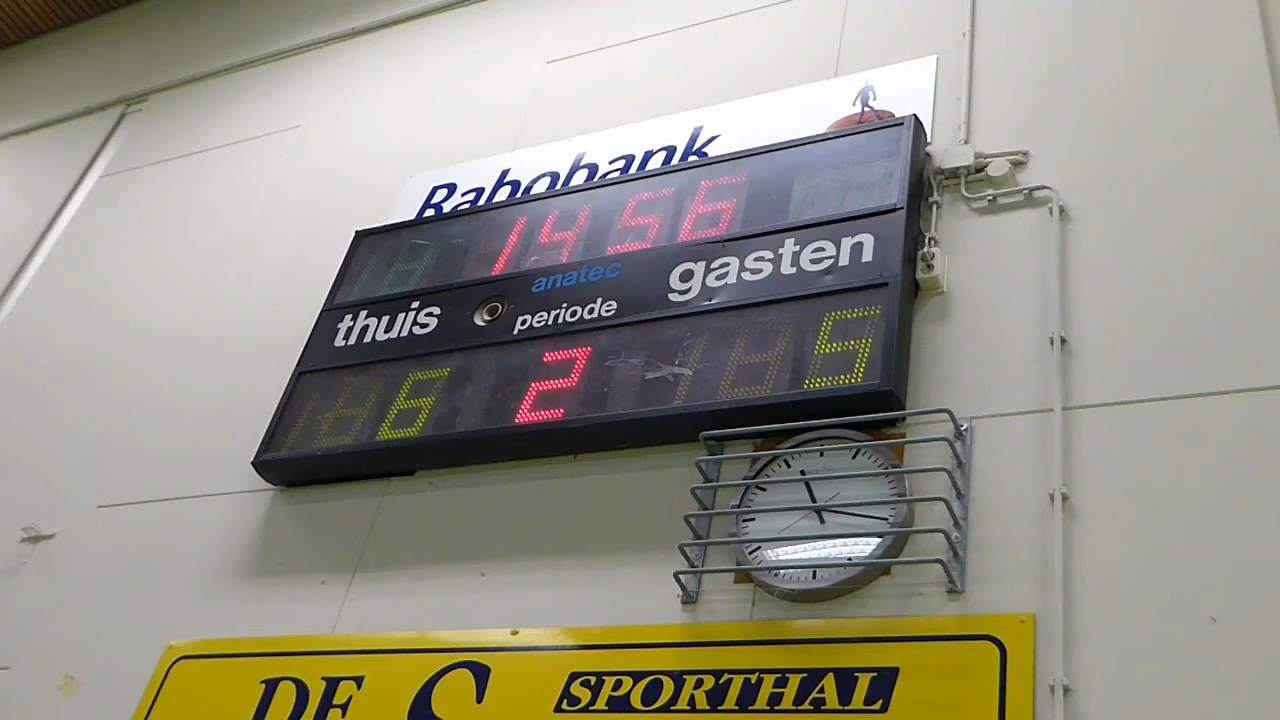 Rabobank
14 56
anatec
thuis gasten
periode
6 2 9
DE S SPORTHAL